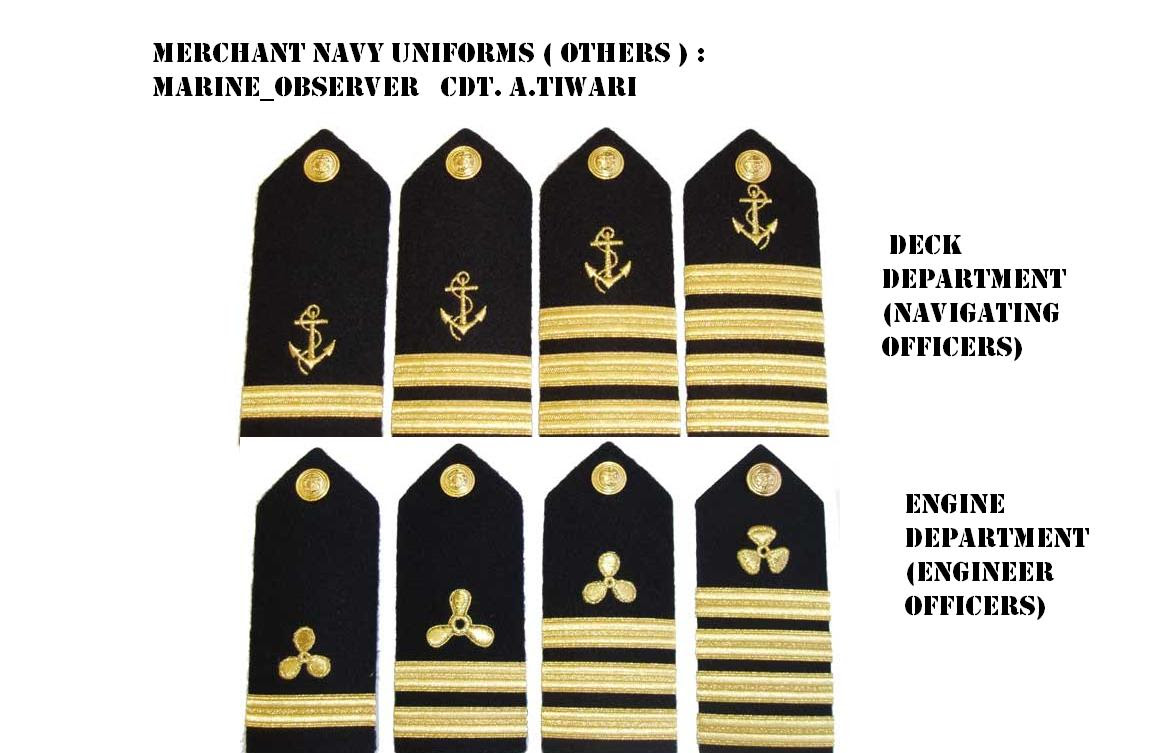 MERCHANT NAVY UNIFORMS ( OTHERS ) :
MARINE_OBSERVER CDT. A.TIWARI
DECK
DEPARTMENT
(NAVIGATING
OFFICERS)
ENGINE
DEPARTMENT
(ENGINEER
OFFICERS)